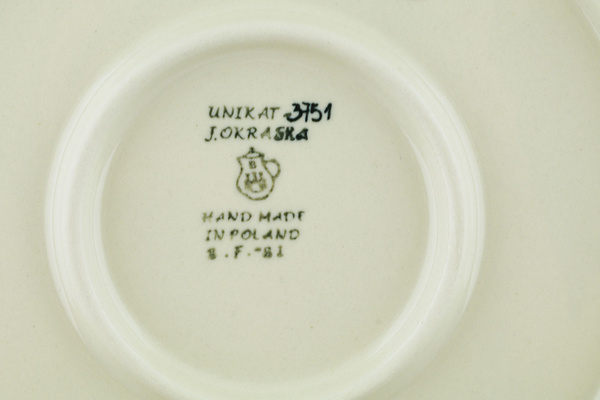 UNIKAT 3751
J.OKRASKA
B
HAND MADE
IN POLAND